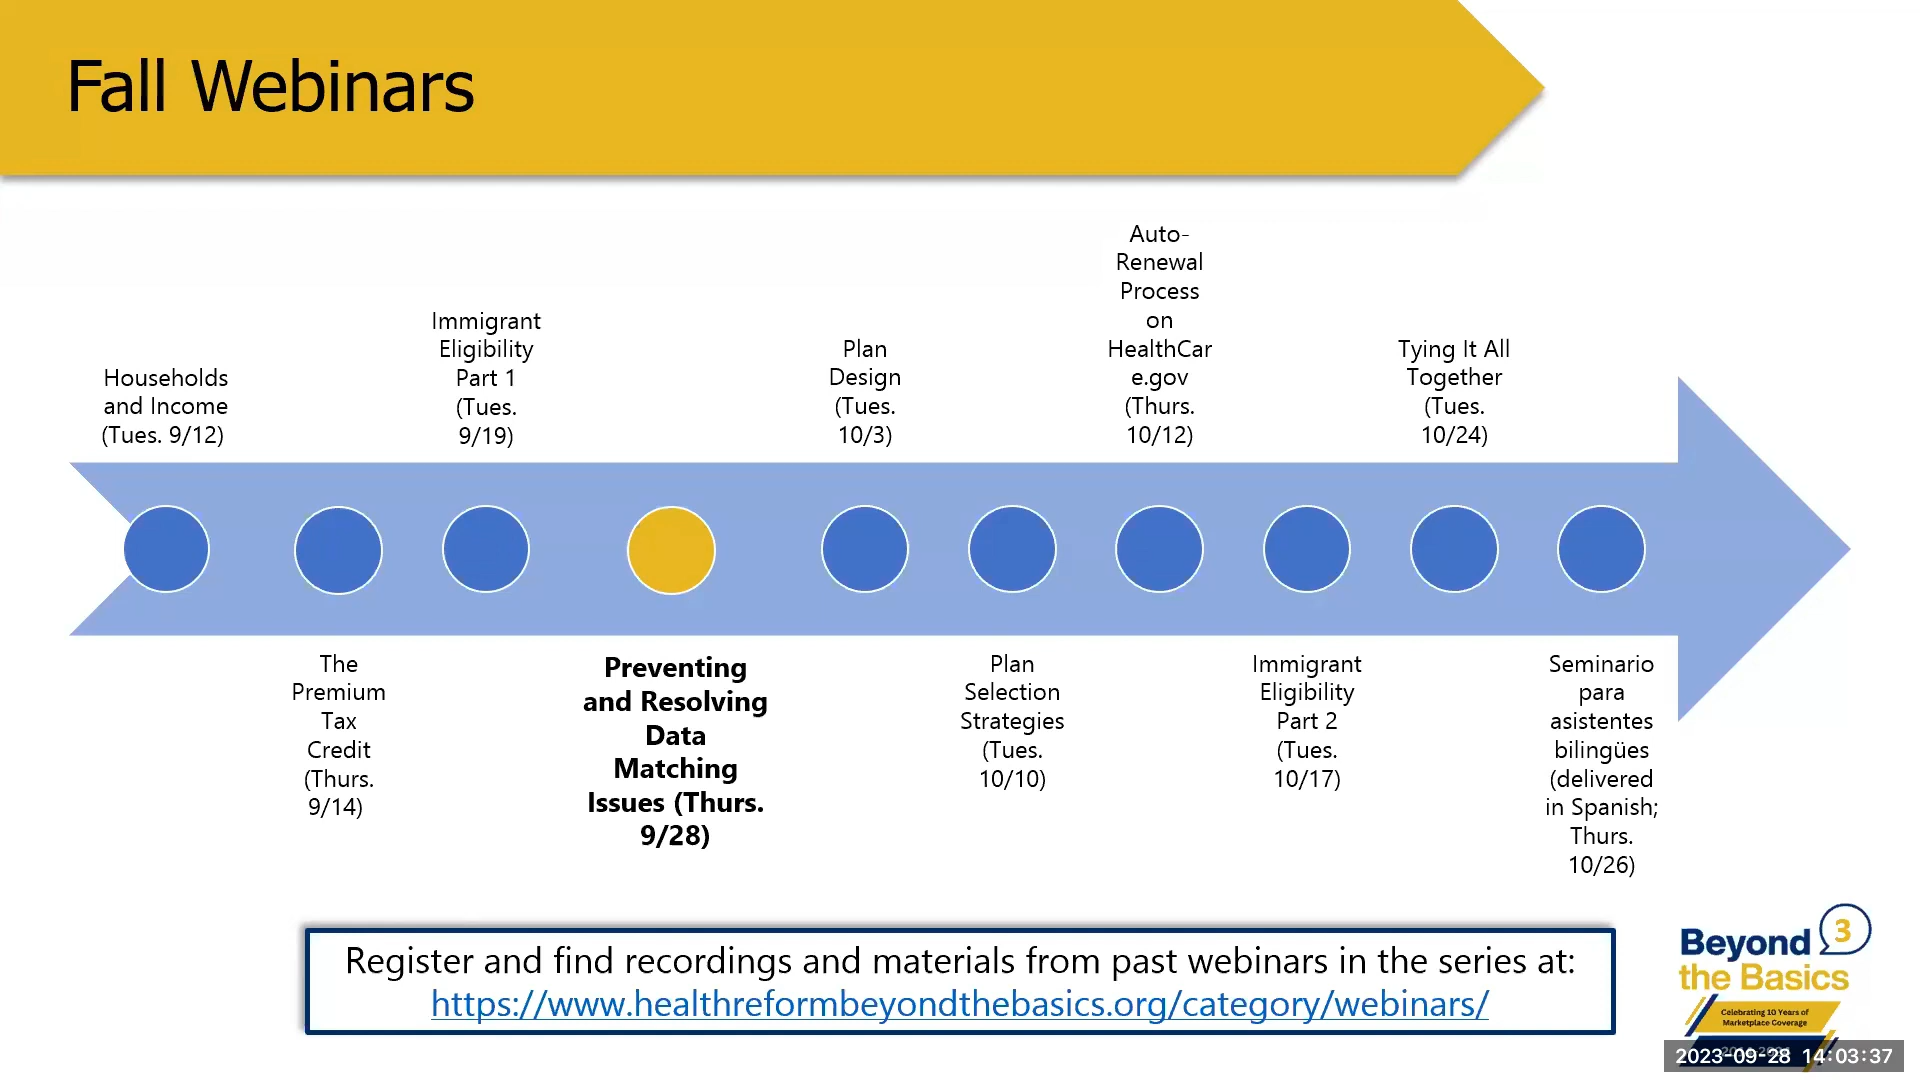 Fall Webinars
Households
and Income
(Tues. 9/12)
The
Premium
Tax
Credit
(Thurs.
9/14)
Immigrant
Eligibility
Part 1
(Tues.
9/19)
Preventing
and Resolving
Data
Matching
Issues (Thurs.
9/28)
Plan
Design
(Tues.
10/3)
Plan
Selection
Strategies
(Tues.
10/10)
Auto-
Renewal
Process
on
HealthCar
e.gov
(Thurs.
10/12)
Immigrant
Eligibility
Part 2
(Tues.
10/17)
Tying It All
Together
(Tues.
10/24)
Seminario
para
asistentes
bilingües
(delivered
in Spanish;
Thurs.
10/26)
Register and find recordings and materials from past webinars in the series at:
https://www.healthreformbeyondthebasics.org/category/webinars/
3
Beyond
the Basics
Celebrating 10 Years of
Marketplace Coverage
2023-09-28 14:03:37